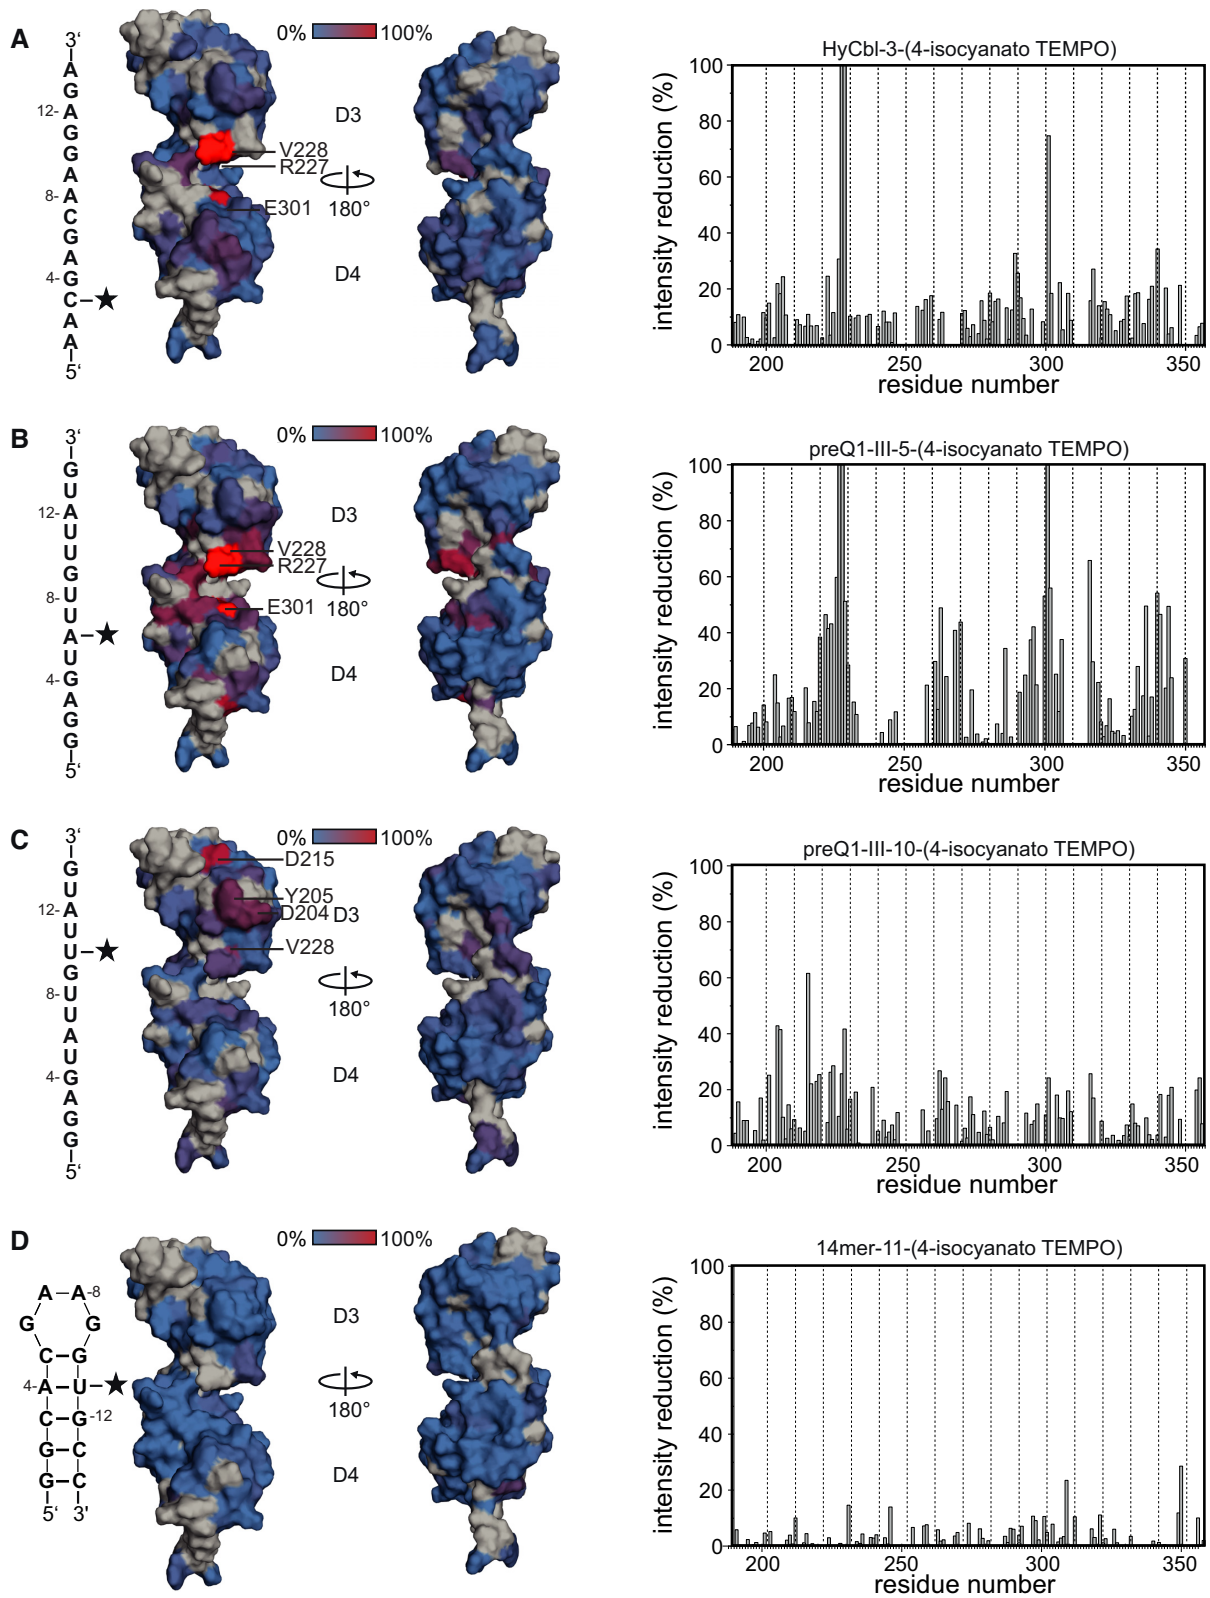 A
3‘
A
G
A
12-
G
G
A
A
8-
C
G
A
4-
G
C
A
A
5‘
0% 100%
D3
V228
R227
180°
E301
D4
HyCbl-3-(4-isocyanato TEMPO)
intensity reduction (%)
100
80
60
40
20
0
200 250 300 350
residue number
B
3‘
G
U
A
12-
U
U
G
U
8-
U
A
U
G
4-
A
G
G
5‘
0% 100%
D3
V228
R227
E301
180°
D4
preQ1-III-5-(4-isocyanato TEMPO)
intensity reduction (%)
100
80
60
40
20
0
200 250 300 350
residue number
C
3‘
G
U
A
12-
U
U
G
U
8-
U
A
U
G
4-
A
G
G
5‘
0% 100%
D215
Y205
D204 D3
V228
180°
D4
preQ1-III-10-(4-isocyanato TEMPO)
intensity reduction (%)
100
80
60
40
20
0
200 250 300 350
residue number
D
A A -8
G G
C G
4- A U
C G -12
G C
G C
5‘ 3'
0% 100%
D3
180°
D4
14mer-11-(4-isocyanato TEMPO)
intensity reduction (%)
100
80
60
40
20
0
200 250 300 350
residue number